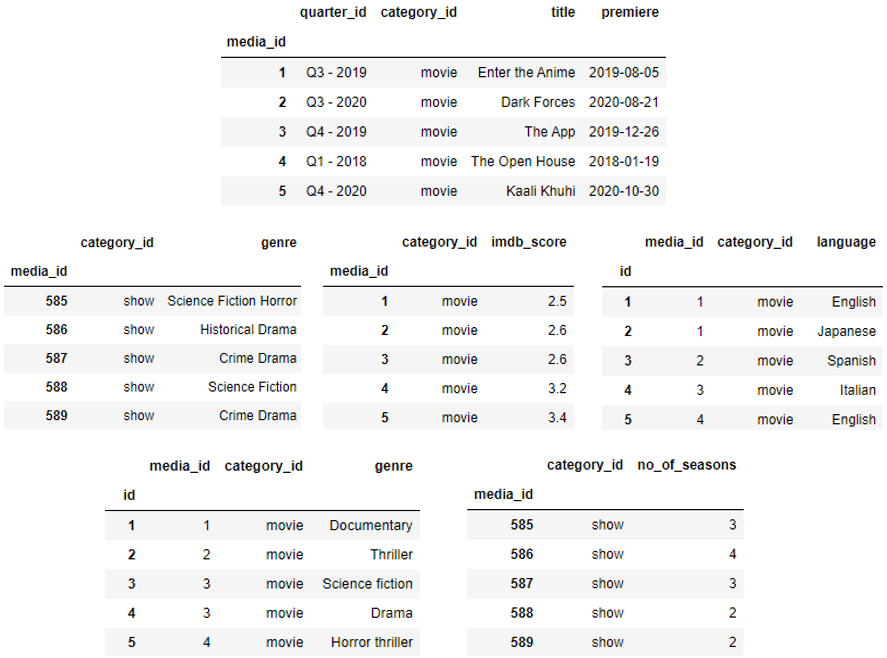 quarter_id category_id title premiere
media_id
1 Q3 - 2019 movie Enter the Anime 2019-08-05
2 Q3 - 2020 movie Dark Forces 2020-08-21
3 Q4 - 2019 movie The App 2019-12-26
4 Q1 - 2018 movie The Open House 2018-01-19
5 Q4 - 2020 movie Kaali Khuhi 2020-10-30
category_id genre
media_id
585 show Science Fiction Horror
586 show Historical Drama
587 show Crime Drama
588 show Science Fiction
589 show Crime Drama
category_id imdb_score
media_id
1 movie 2.5
2 movie 2.6
3 movie 2.6
4 movie 3.2
5 movie 3.4
media_id category_id language
id
1 1 movie English
2 1 movie Japanese
3 2 movie Spanish
4 3 movie Italian
5 4 movie English
media_id category_id genre
id
1 1 movie Documentary
2 2 movie Thriller
3 3 movie Science fiction
4 3 movie Drama
5 4 movie Horror thriller
category_id no_of_seasons
media_id
585 show 3
586 show 4
587 show 3
588 show 2
589 show 2